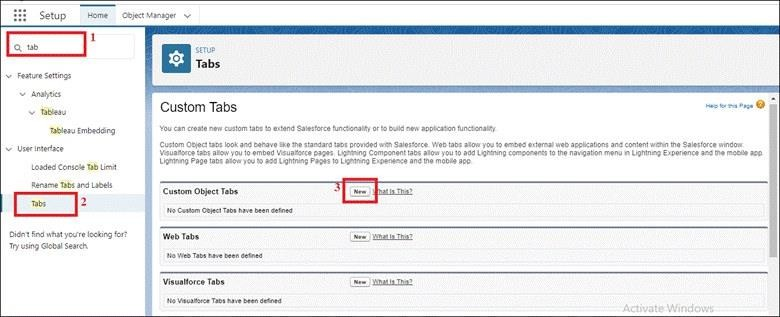 Setup
Home
Object Manager
1
tab
Feature Settings
Analytics
Tableau
Tableau Embedding
User Interface
Loaded Console Tab Limit
Rename Tabs and Labels
Tabs
2
Didn't find what you're looking for?
Try using Global Search.
SETUP
Tabs
Custom Tabs
Help for this Page
You can create new custom tabs to extend Salesforce functionality or to build new application functionality.
Custom Object Tabs look and behave like the standard tabs provided with Salesforce. Web tabs allow you to embed external web applications and content within the Salesforce window.
Visualforce tabs allow you to embed Visualforce pages. Lightning Component tabs allow you to add Lightning components to the navigation menu in Lightning Experience and the mobile app.
Lightning Page tabs allow you to add Lightning Pages to Lightning Experience and the mobile app.
Custom Object Tabs
3
New
What Is This?
No Custom Object Tabs have been defined
Web Tabs
New
What Is This?
No Web Tabs have been defined
Visualforce Tabs
New
What Is This?
No Visualforce Tabs have been defined
Activate Windows